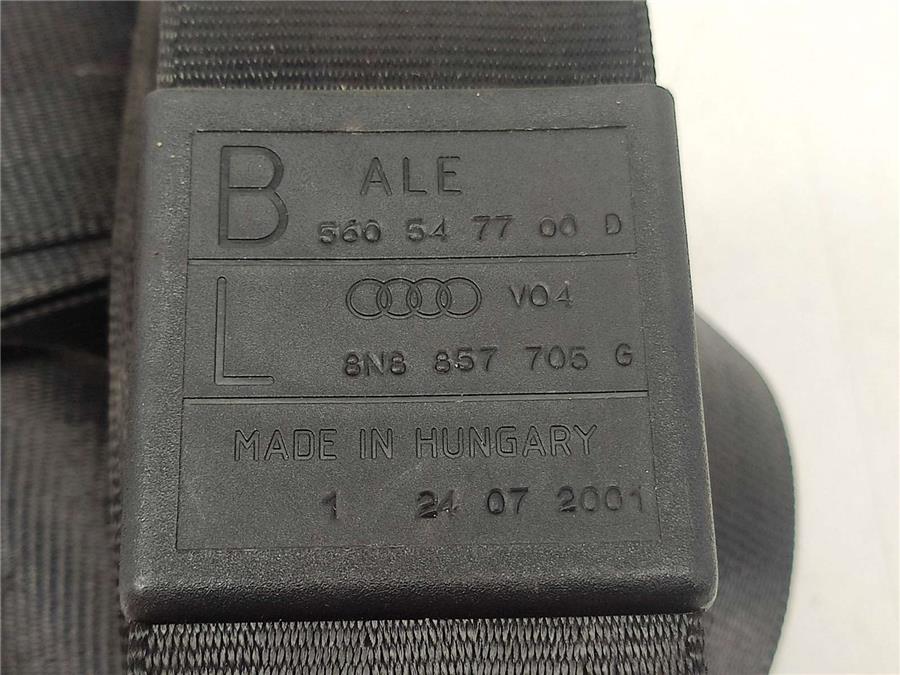 B ALE
560 54 77 00 D
L V04
8N8 857 705 G
MADE IN HUNGARY
1 24 07 2001